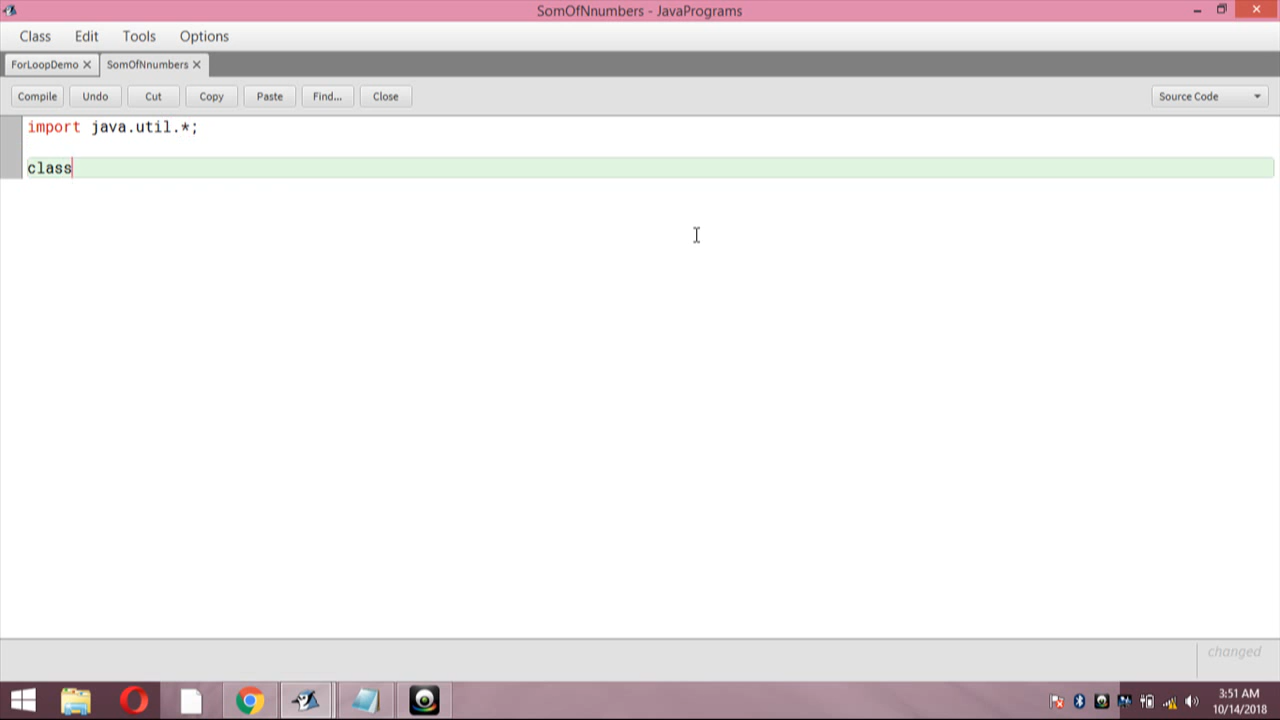 SomOfNnumbers - JavaPrograms
Class Edit Tools Options
ForLoopDemo SomOfNnumbers
Compile Undo Cut Copy Paste Find... Close Source Code
import java.util.*;
class
changed
3:51 AM
10/14/2018